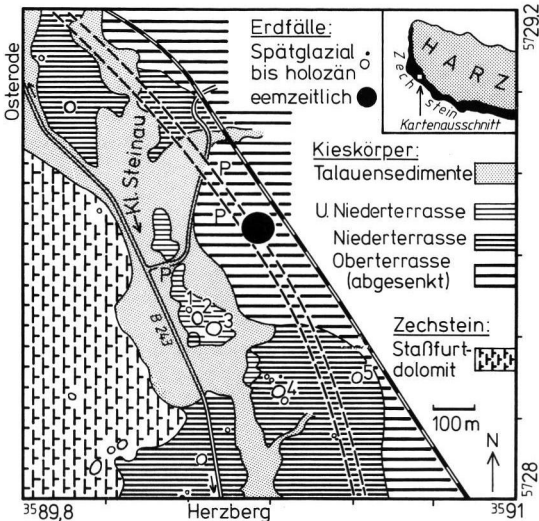 Erdfälle:
Spätglazial
bis holozän
eemzeitlich
HARZ
Zechstein
Kartenausschnitt
5729,2
Kieskörper:
Talauensedimente
U. Niederterrasse
Niederterrasse
Oberterrasse
(abgesenkt)
Zechstein:
Staßfurt-
dolomit
100 m
N
5728
Osterode
Kl. Steinau
P
P
P
B 243
1
2
3
4
5
3589,8
Herzberg
3591